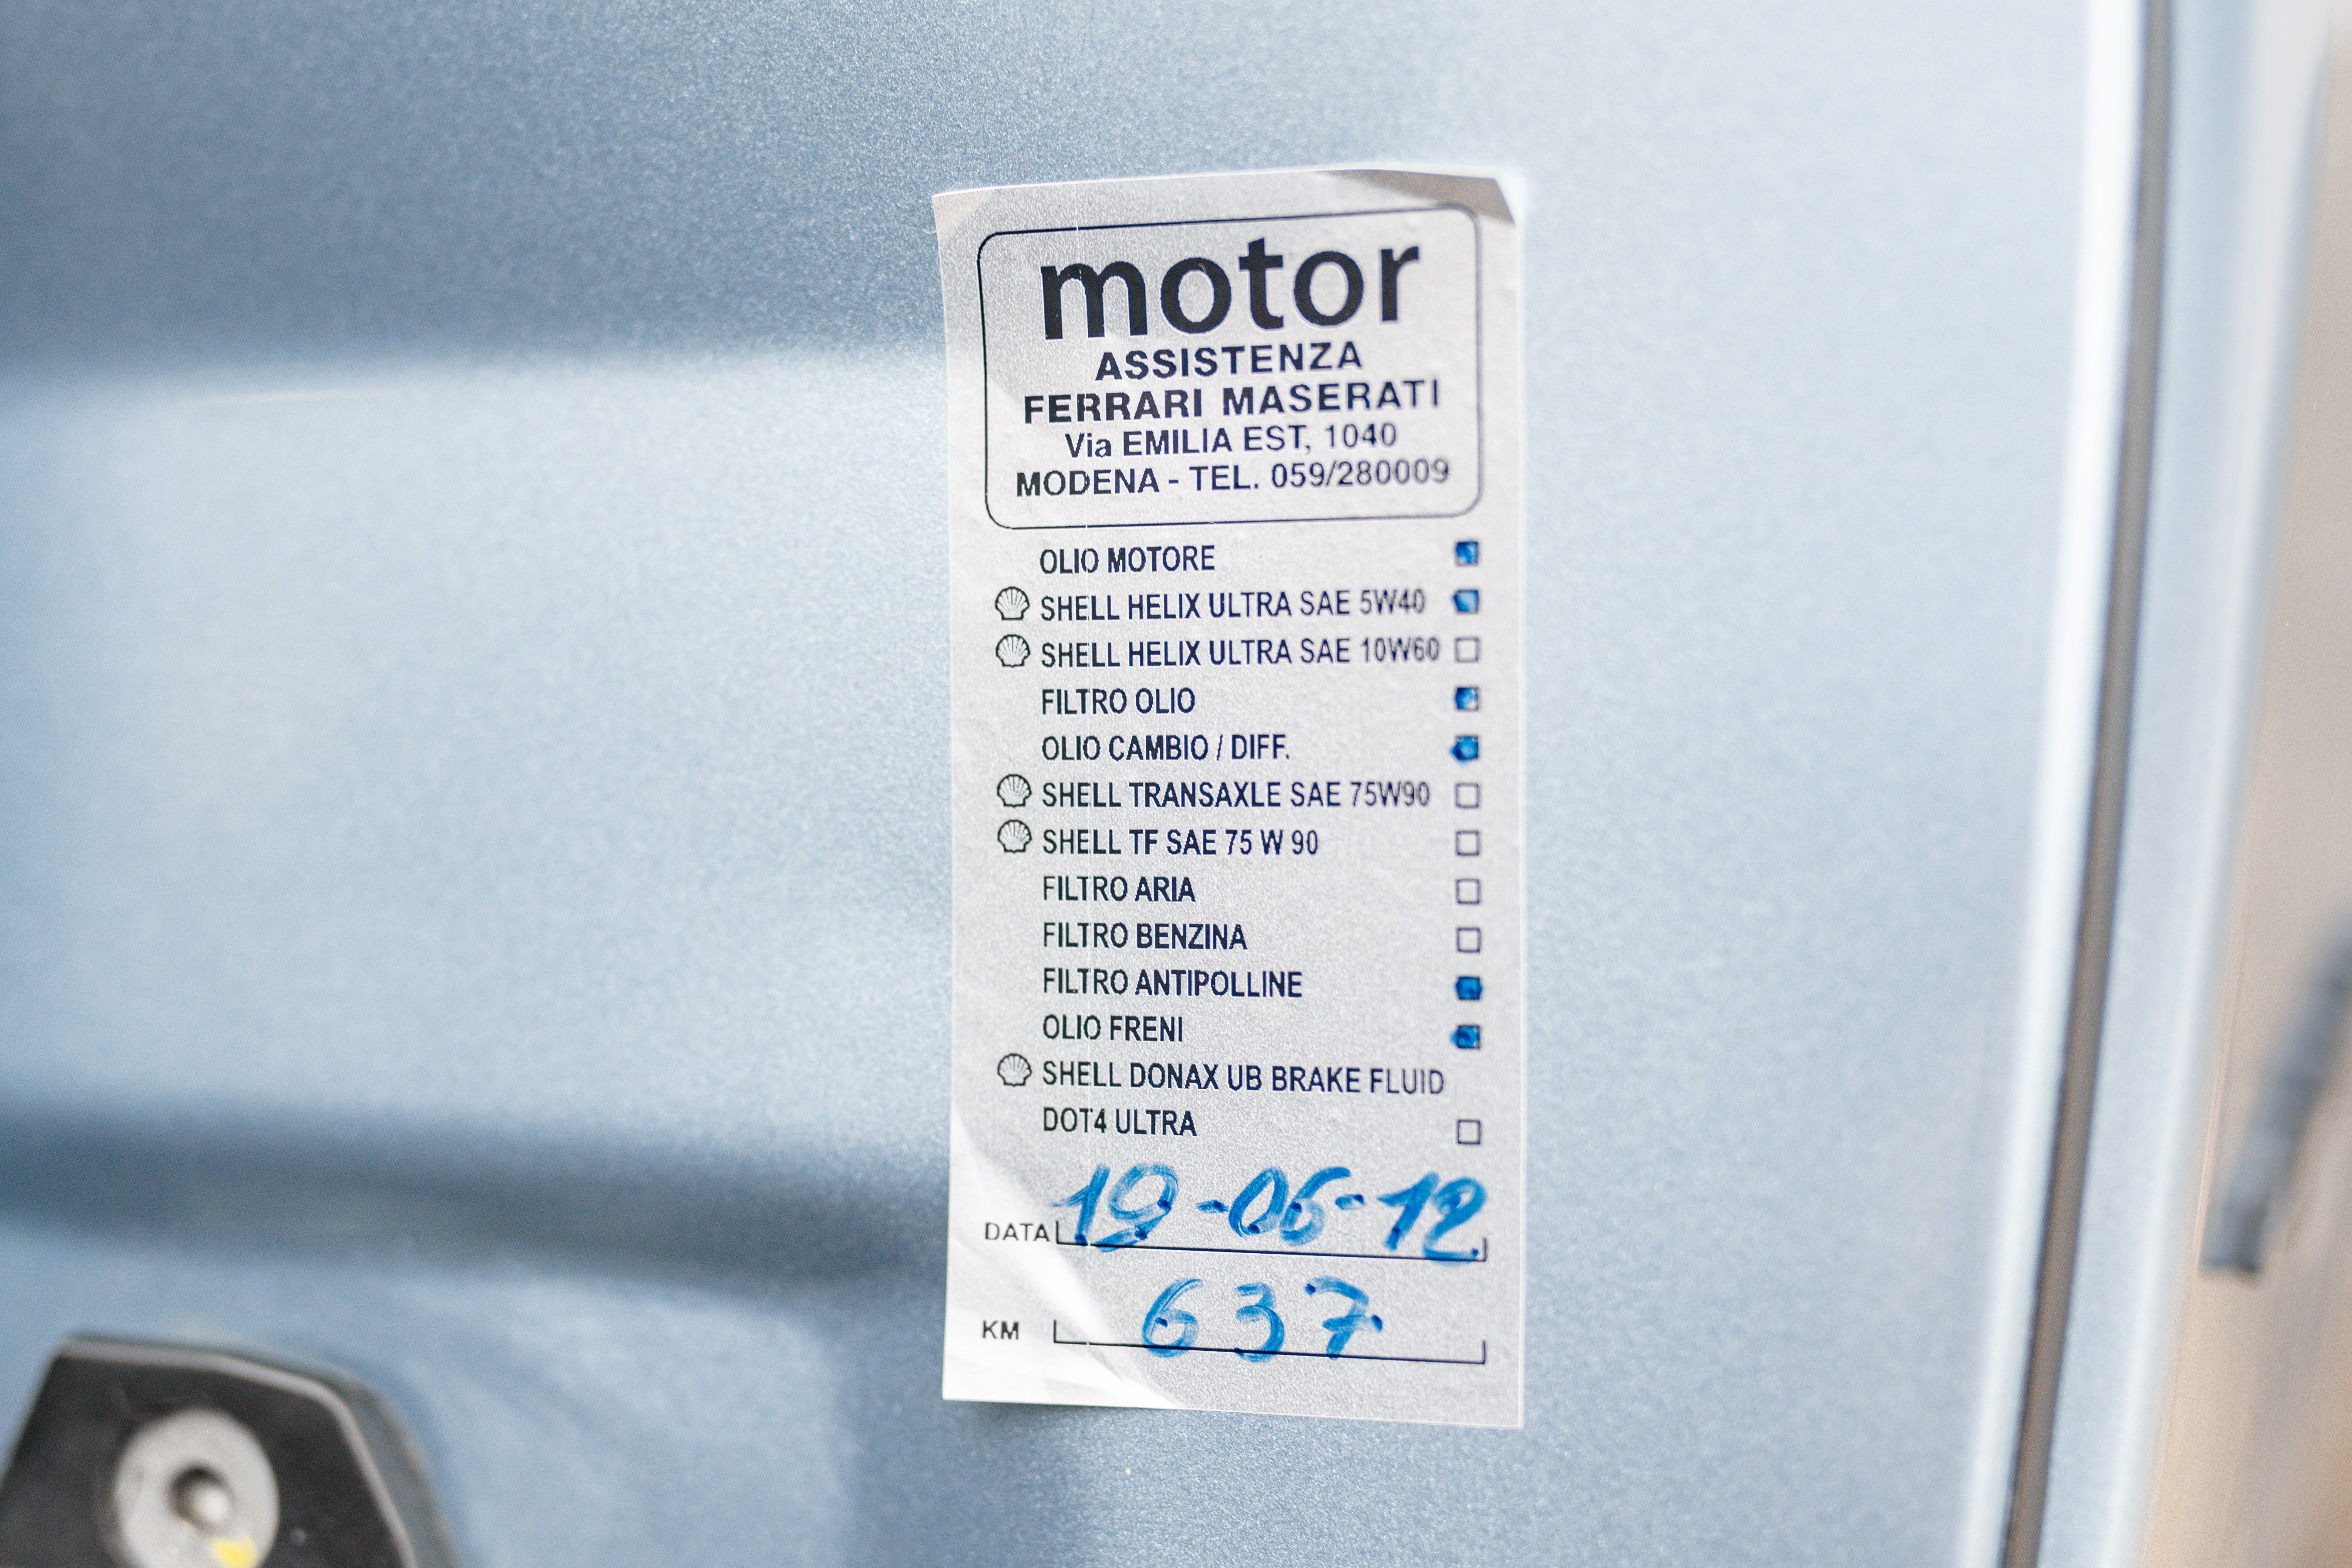 motor
ASSISTENZA
FERRARI MASERATI
Via EMILIA EST, 1040
MODENA - TEL. 059/280009
OLIO MOTORE
SHELL HELIX ULTRA SAE 5W40
SHELL HELIX ULTRA SAE 10W60
FILTRO OLIO
OLIO CAMBIO / DIFF.
SHELL TRANSAXLE SAE 75W90
SHELL TF SAE 75 W 90
FILTRO ARIA
FILTRO BENZINA
FILTRO ANTIPOLLINE
OLIO FRENI
SHELL DONAX UB BRAKE FLUID
DOT4 ULTRA
DATA 19-06-12
KM 637